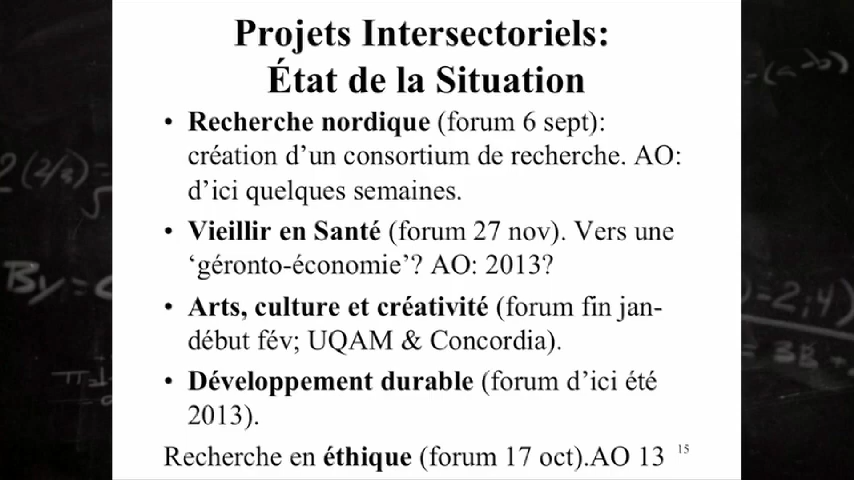 Projets Intersectoriels:
État de la Situation
• Recherche nordique (forum 6 sept):
création d’un consortium de recherche. AO:
d’ici quelques semaines.
• Vieillir en Santé (forum 27 nov). Vers une
‘géronto-économie’? AO: 2013?
• Arts, culture et créativité (forum fin jan-
début fév; UQAM & Concordia).
• Développement durable (forum d’ici été
2013).
Recherche en éthique (forum 17 oct).AO 13
15